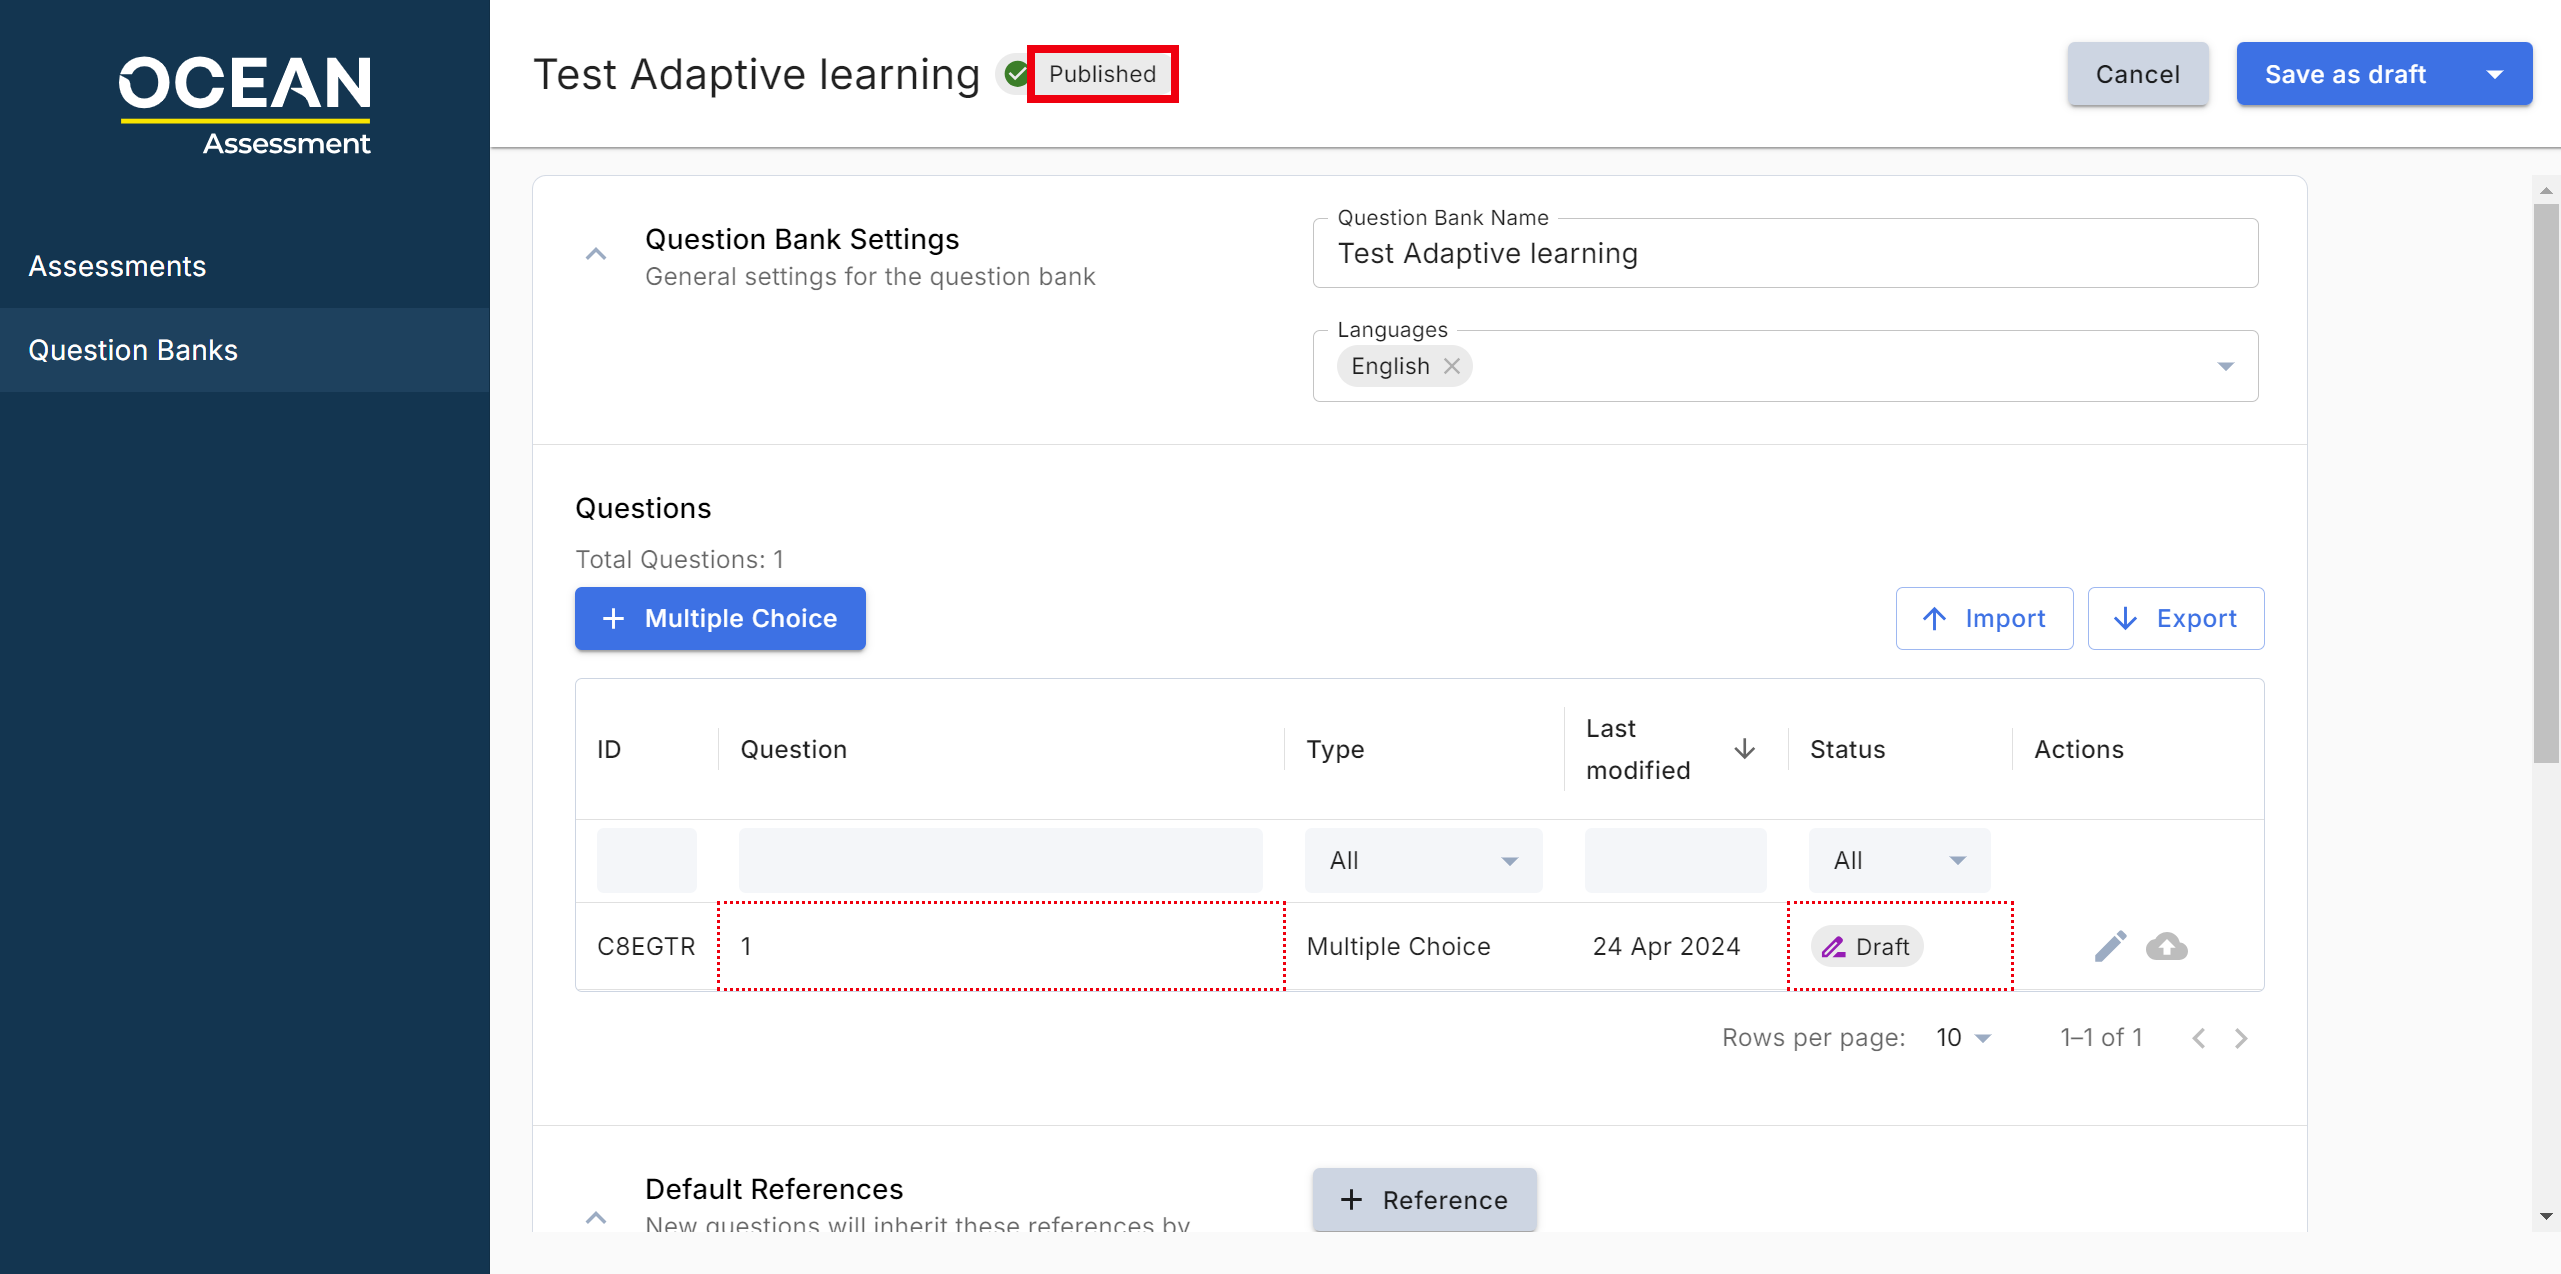 OCEAN
Assessment
Assessments
Question Banks
Test Adaptive learning
Published
Cancel
Save as draft
Question Bank Settings
General settings for the question bank
Question Bank Name
Test Adaptive learning
Languages
English
Questions
Total Questions: 1
Multiple Choice
Import
Export
ID
Question
Type
Last
modified
Status
Actions
All
All
C8EGTR
1
Multiple Choice
24 Apr 2024
Draft
Rows per page:
10
1–1 of 1
Default References
New questions will inherit these references by
Reference